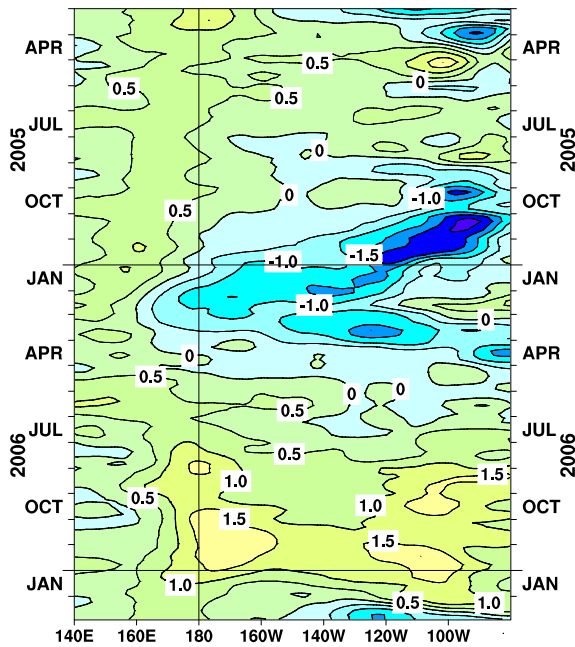 APR APR
0.5 0
0.5 0.5
JUL JUL
2005 2005
0
0
OCT -1.0 OCT
0.5
-1.0 -1.5
JAN JAN
-1.0
0
APR 0 APR
0.5
0 0
0.5
JUL JUL
0.5
2006 2006
1.0 1.5
0.5 1.0
OCT OCT
1.5
1.5
JAN 1.0 JAN
0.5 1.0
140E 160E 180 160W 140W 120W 100W